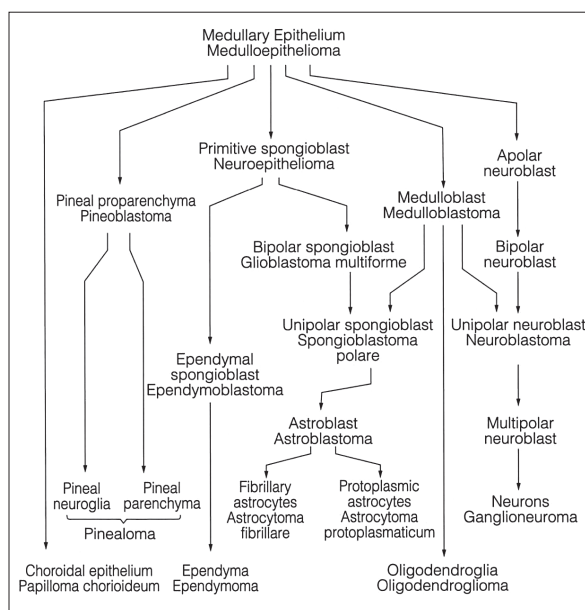 Medullary Epithelium
Medulloepithelioma
Primitive spongioblast
Neuroepithelioma
Apolar
neuroblast
Pineal proparenchyma
Pineoblastoma
Medulloblast
Medulloblastoma
Bipolar spongioblast
Glioblastoma multiforme
Bipolar
neuroblast
Unipolar spongioblast
Spongioblastoma
polare
Unipolar neuroblast
Neuroblastoma
Ependymal
spongioblast
Ependymoblastoma
Astroblast
Astroblastoma
Multipolar
neuroblast
Pineal
neuroglia
Pineal
parenchyma
Pinealoma
Fibrillary
astrocytes
Astrocytoma
fibrillare
Protoplasmic
astrocytes
Astrocytoma
protoplasmaticum
Neurons
Ganglioneuroma
Choroidal epithelium
Papilloma chorioideum
Ependyma
Ependymoma
Oligodendroglia
Oligodendroglioma